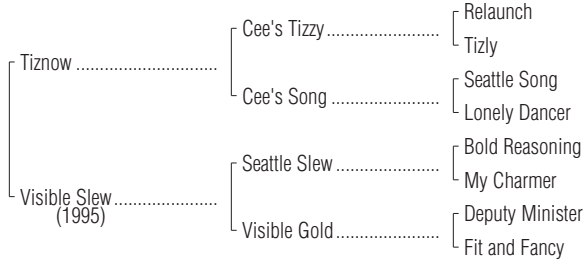 Relaunch
Cee's Tizzy ..........................
Tizly
Tiznow .................................
Seattle Song
Cee's Song .........................
Lonely Dancer
Bold Reasoning
Seattle Slew ........................
My Charmer
Visible Slew ........................
(1995)
Deputy Minister
Visible Gold ........................
Fit and Fancy